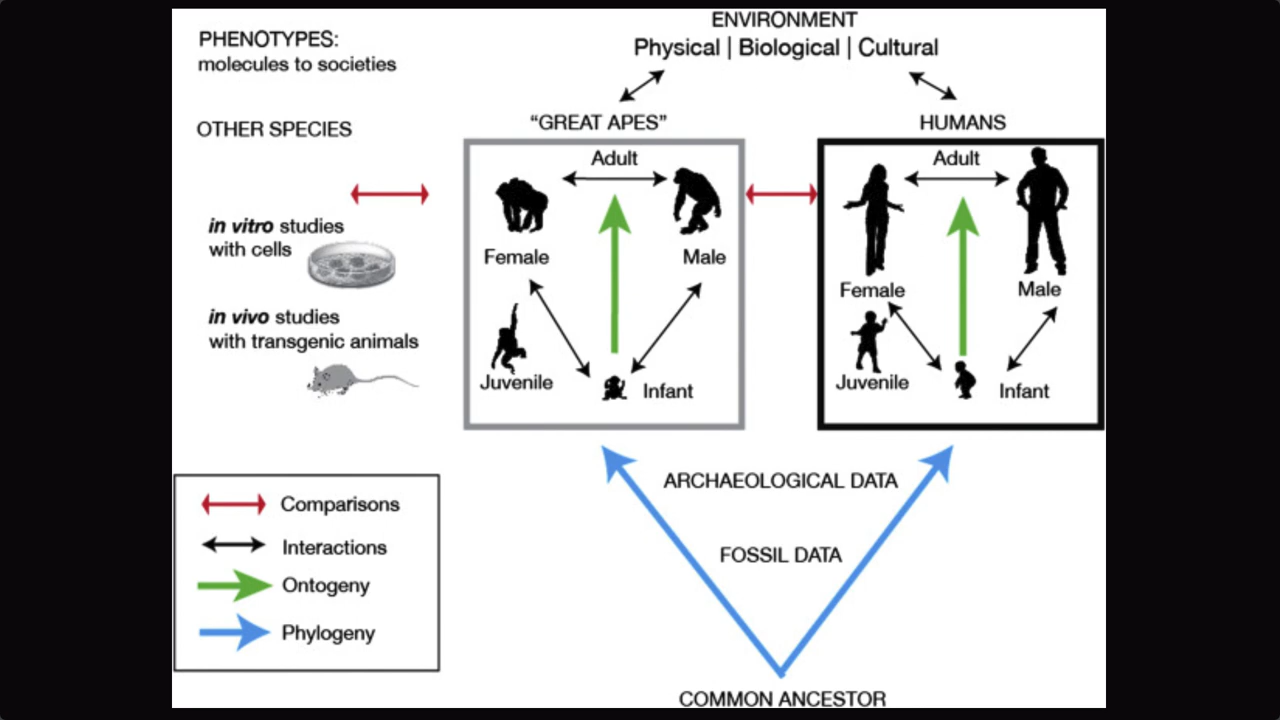 PHENOTYPES:
molecules to societies
OTHER SPECIES
in vitro studies
with cells
in vivo studies
with transgenic animals
ENVIRONMENT
Physical | Biological | Cultural
“GREAT APES”
Adult
Female
Male
Juvenile
Infant
HUMANS
Adult
Female
Male
Juvenile
Infant
Comparisons
Interactions
Ontogeny
Phylogeny
ARCHAEOLOGICAL DATA
FOSSIL DATA
COMMON ANCESTOR